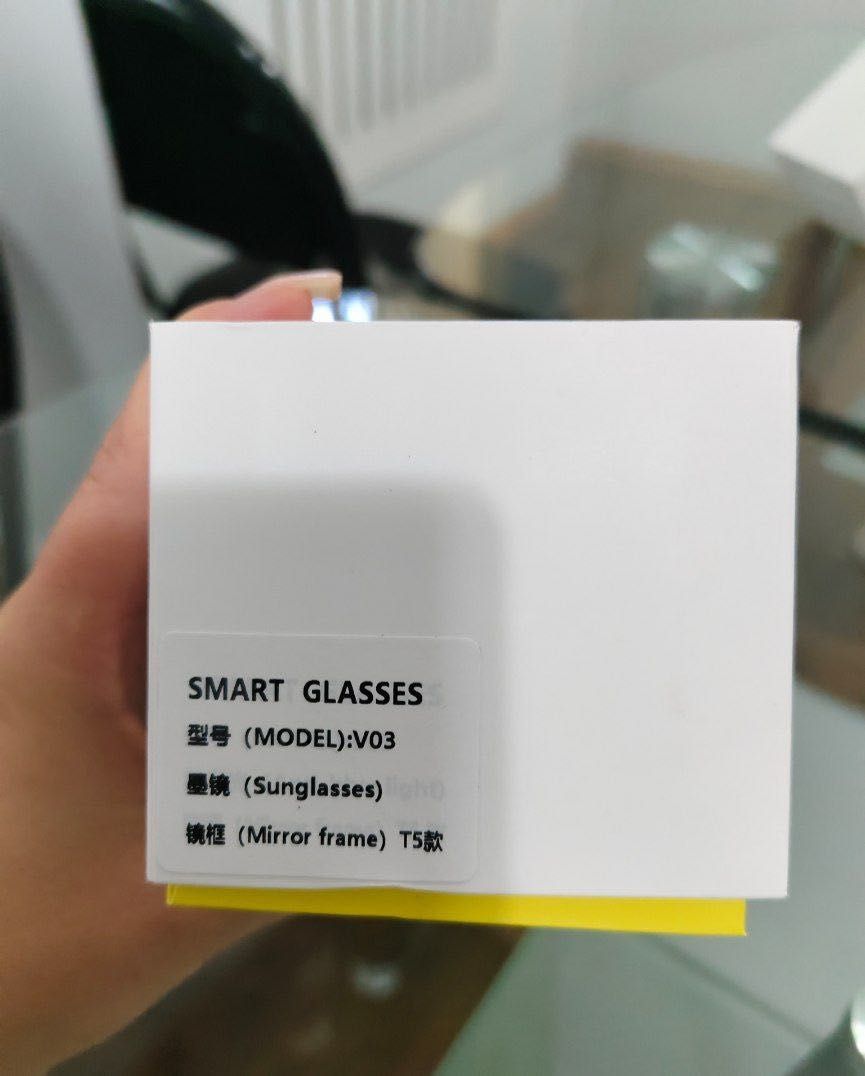 SMART GLASSES
型号（MODEL):V03
墨镜（Sunglasses)
镜框（Mirror frame）T5款